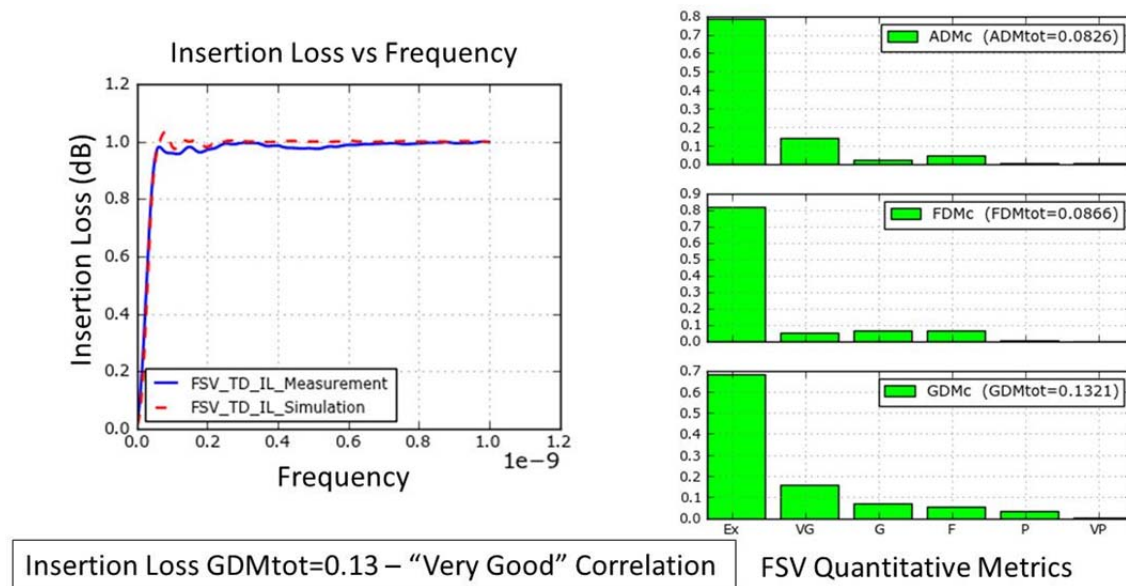 Insertion Loss vs Frequency
Insertion Loss (dB)
1.2
1.0
0.8
0.6
0.4
0.2
0.0
FSV_TD_IL_Measurement
FSV_TD_IL_Simulation
0.0 0.2 0.4 0.6 0.8 1.0 1.2
1e-9
Frequency
0.8
0.7
0.6
0.5
0.4
0.3
0.2
0.1
0.0
ADMc (ADMtot=0.0826)
0.9
0.8
0.7
0.6
0.5
0.4
0.3
0.2
0.1
0.0
FDMc (FDMtot=0.0866)
0.7
0.6
0.5
0.4
0.3
0.2
0.1
0.0
GDMc (GDMtot=0.1321)
Ex VG G F P VP
Insertion Loss GDMtot=0.13 – “Very Good” Correlation
FSV Quantitative Metrics